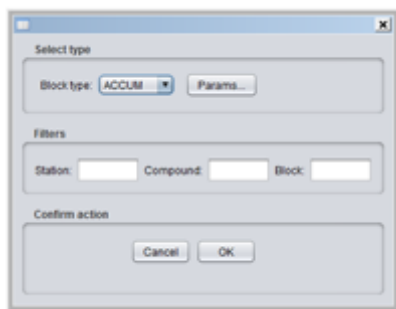 Select type
Block type: ACCUM Params...
Filters
Station: Compound: Block:
Confirm action
Cancel OK